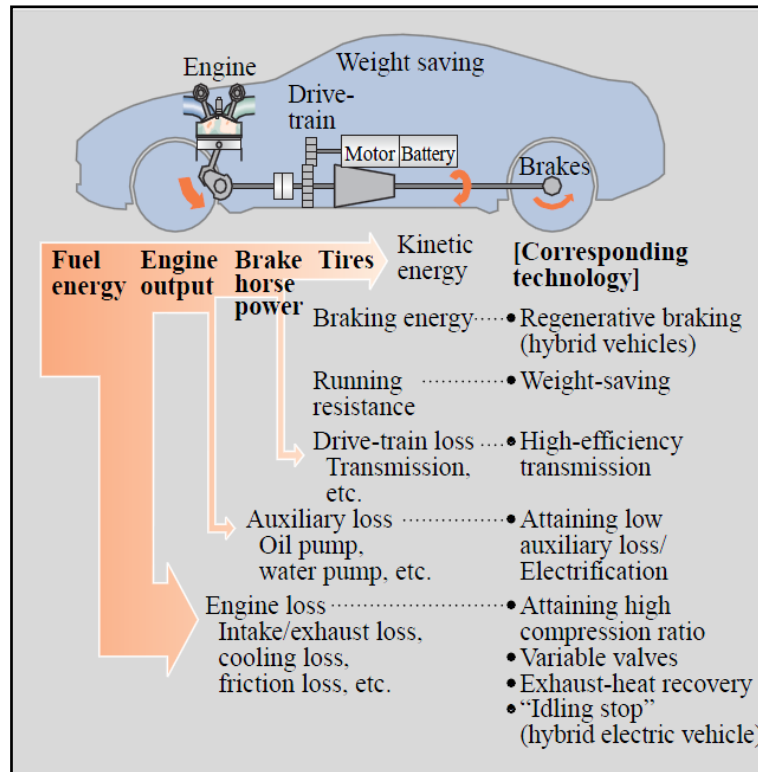 Engine
Weight saving
Drive-
train
Motor
Battery
Brakes
Fuel
energy
Engine
output
Brake
horse
power
Tires
Kinetic
energy
[Corresponding
technology]
Braking energy ······ • Regenerative braking
(hybrid vehicles)
Running ············ • Weight-saving
resistance
Drive-train loss ····· • High-efficiency
Transmission,
etc.
transmission
Auxiliary loss ·················· • Attaining low
Oil pump,
water pump, etc.
auxiliary loss/
Electrification
Engine loss ·························· • Attaining high
Intake/exhaust loss,
cooling loss,
friction loss, etc.
compression ratio
• Variable valves
• Exhaust-heat recovery
• “Idling stop”
(hybrid electric vehicle)